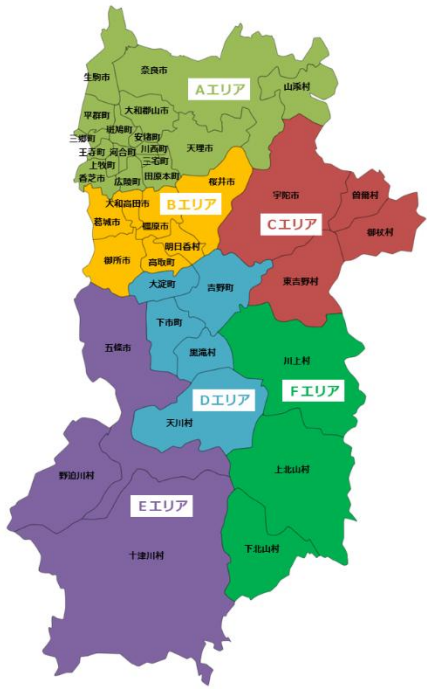 奈良市
生駒市
Aエリア
山添村
大和郡山市
平群町
斑鳩町
安堵町
三郷町
川西町
王寺町
河合町
天理市
三宅町
上牧町
田原本町
香芝市
広陵町
桜井市
宇陀市
曽爾村
大和高田市
Bエリア
葛城市
橿原市
Cエリア
御杖村
明日香村
御所市
高取町
東吉野村
大淀町
吉野町
下市町
五條市
黒滝村
川上村
Fエリア
Dエリア
天川村
上北山村
野迫川村
Eエリア
下北山村
十津川村